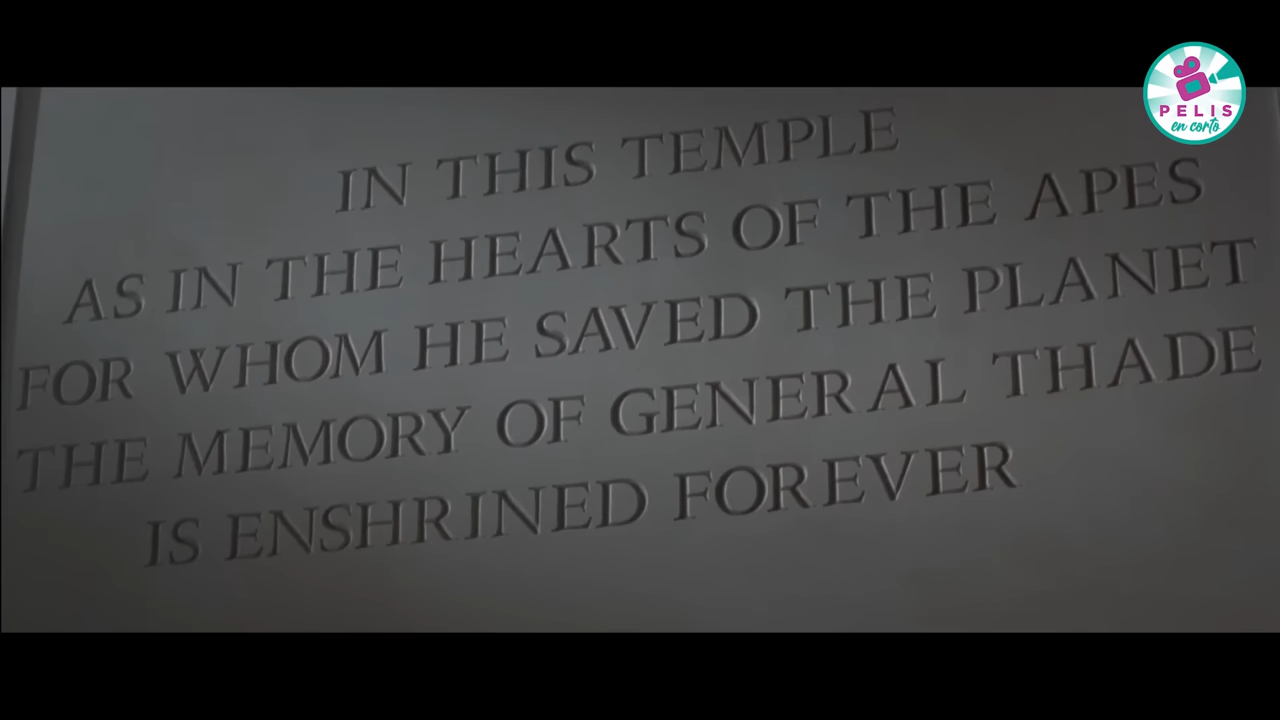 PELIS
en corto
IN THIS TEMPLE
AS IN THE HEARTS OF THE APES
FOR WHOM HE SAVED THE PLANET
THE MEMORY OF GENERAL THADE
IS ENSHRINED FOREVER